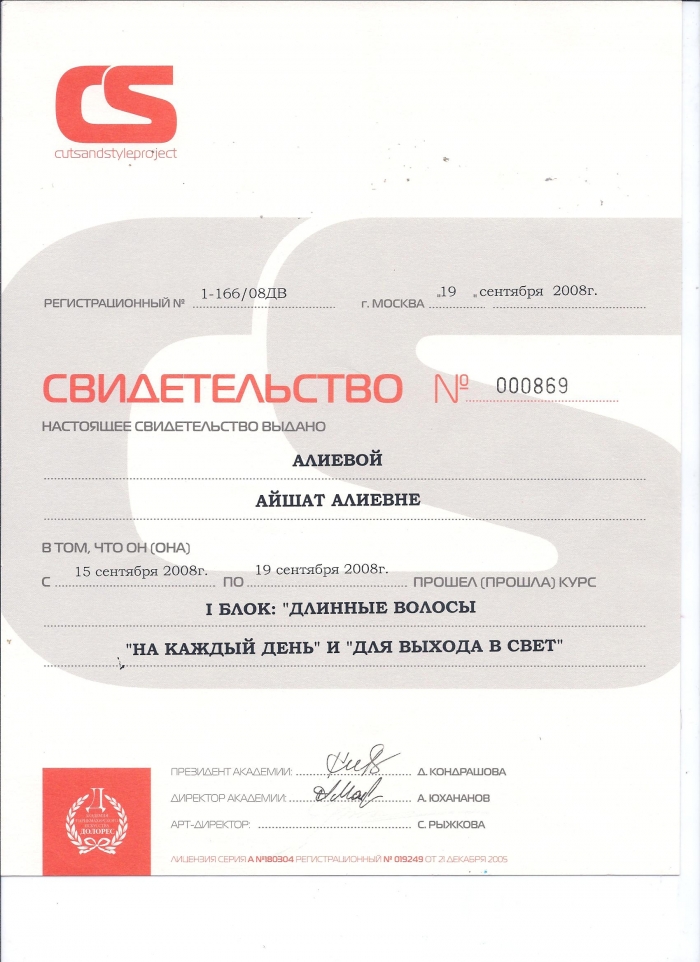 CS
cutsandstyleproject
РЕГИСТРАЦИОННЫЙ № 1-166/08ДВ г. МОСКВА „19 „ сентября 2008г.
СВИДЕТЕЛЬСТВО № 000869
НАСТОЯЩЕЕ СВИДЕТЕЛЬСТВО ВЫДАНО
АЛИЕВОЙ
АЙШАТ АЛИЕВНЕ
В ТОМ, ЧТО ОН (ОНА)
С 15 сентября 2008г. ПО 19 сентября 2008г. ПРОШЕЛ (ПРОШЛА) КУРС
I БЛОК: "ДЛИННЫЕ ВОЛОСЫ
"НА КАЖДЫЙ ДЕНЬ" И "ДЛЯ ВЫХОДА В СВЕТ"
ПРЕЗИДЕНТ АКАДЕМИИ: Д. КОНДРАШОВА
ДИРЕКТОР АКАДЕМИИ: А. ЮХАНАНОВ
АРТ-ДИРЕКТОР: С. РЫЖКОВА
Д
АКАДЕМИЯ
ПАРИКМАХЕРСКОГО
ИСКУССТВА
ДОЛОРЕС
ЛИЦЕНЗИЯ СЕРИЯ А №180304 РЕГИСТРАЦИОННЫЙ № 019249 ОТ 21 ДЕКАБРЯ 2005